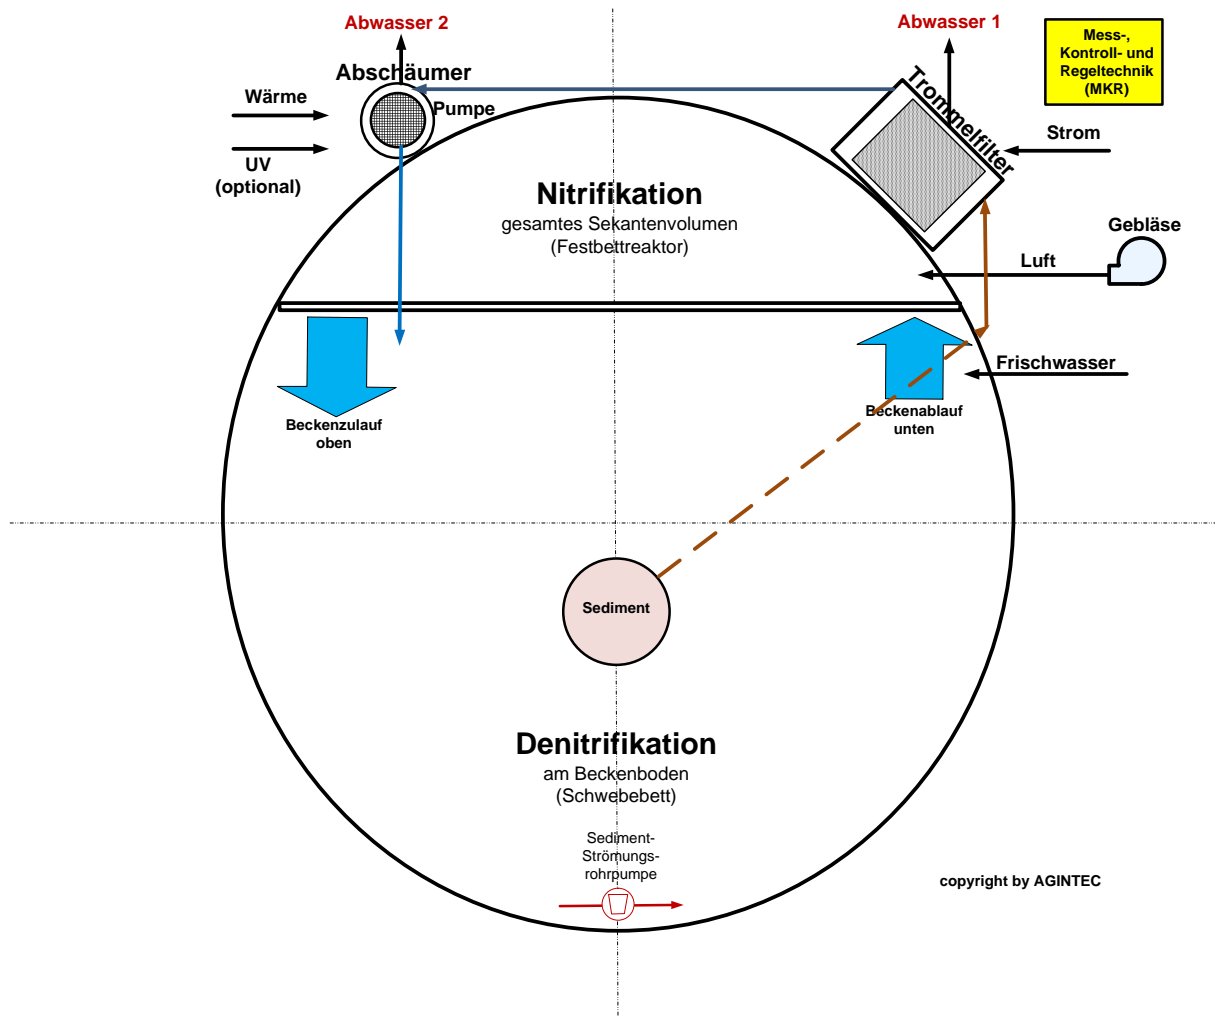 Abwasser 2
Abwasser 1
Mess-,
Kontroll- und
Regeltechnik
(MKR)
Abschäumer
Trommelfilter
Wärme
Pumpe
Strom
UV
(optional)
Nitrifikation
gesamtes Sekantenvolumen
(Festbettreaktor)
Gebläse
Luft
Frischwasser
Beckenzulauf
oben
Beckenablauf
unten
Sediment
Denitrifikation
am Beckenboden
(Schwebebett)
Sediment-
Strömungs-
rohrpumpe
copyright by AGINTEC